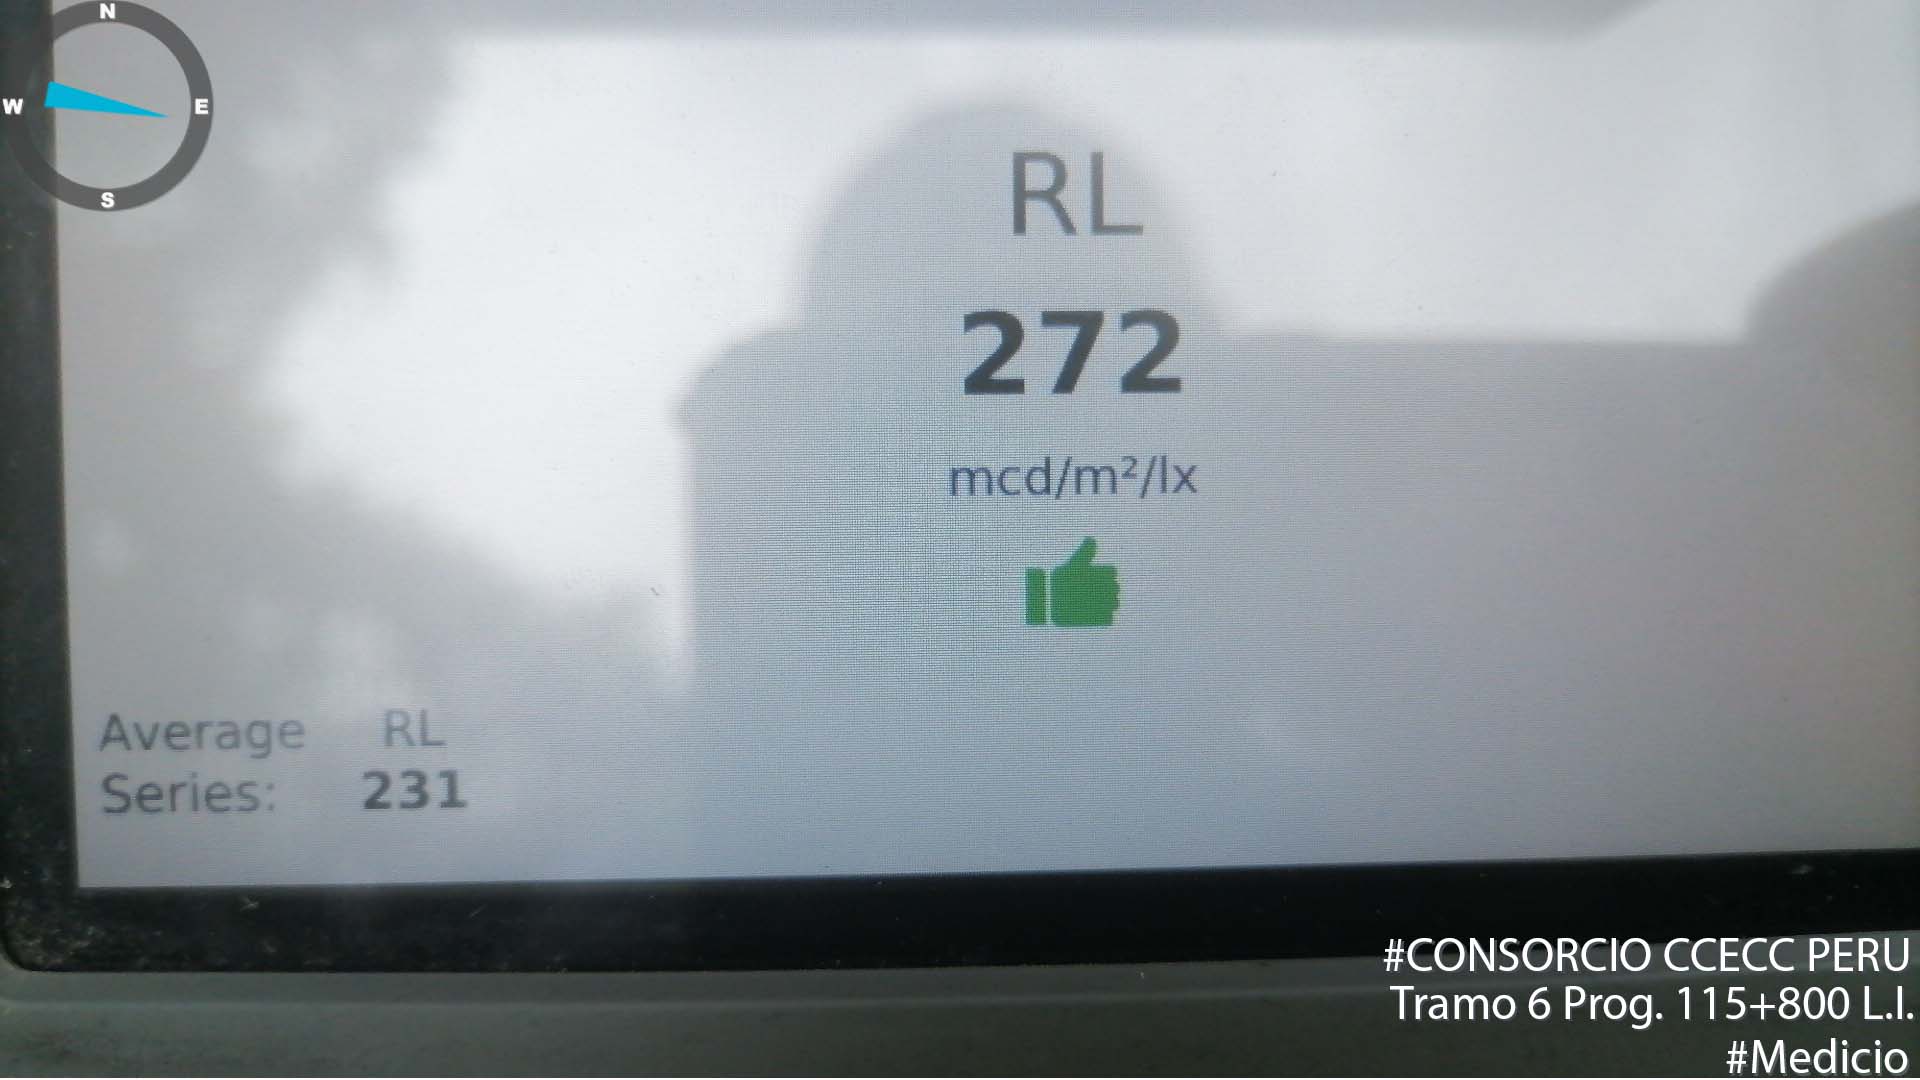 N
W E
S
RL
272
mcd/m²/lx
Average RL
Series: 231
#CONSORCIO CCECC PERU
Tramo 6 Prog. 115+800 L.I.
#Medicio